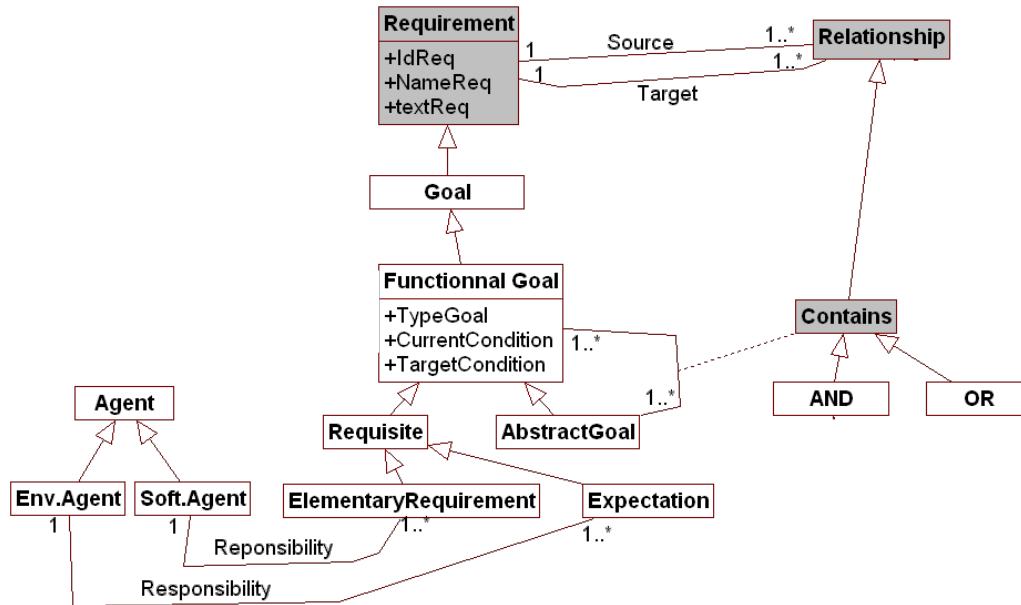 Requirement
+IdReq
+NameReq
+textReq
1
Source
1..*
Relationship
1
Target
1..*
Goal
Functionnal Goal
+TypeGoal
+CurrentCondition
+TargetCondition
1..*
1..*
Contains
AND
OR
Agent
Requisite
AbstractGoal
Env.Agent
Soft.Agent
ElementaryRequirement
Expectation
1
1
1..*
1..*
Reponsibility
Responsibility